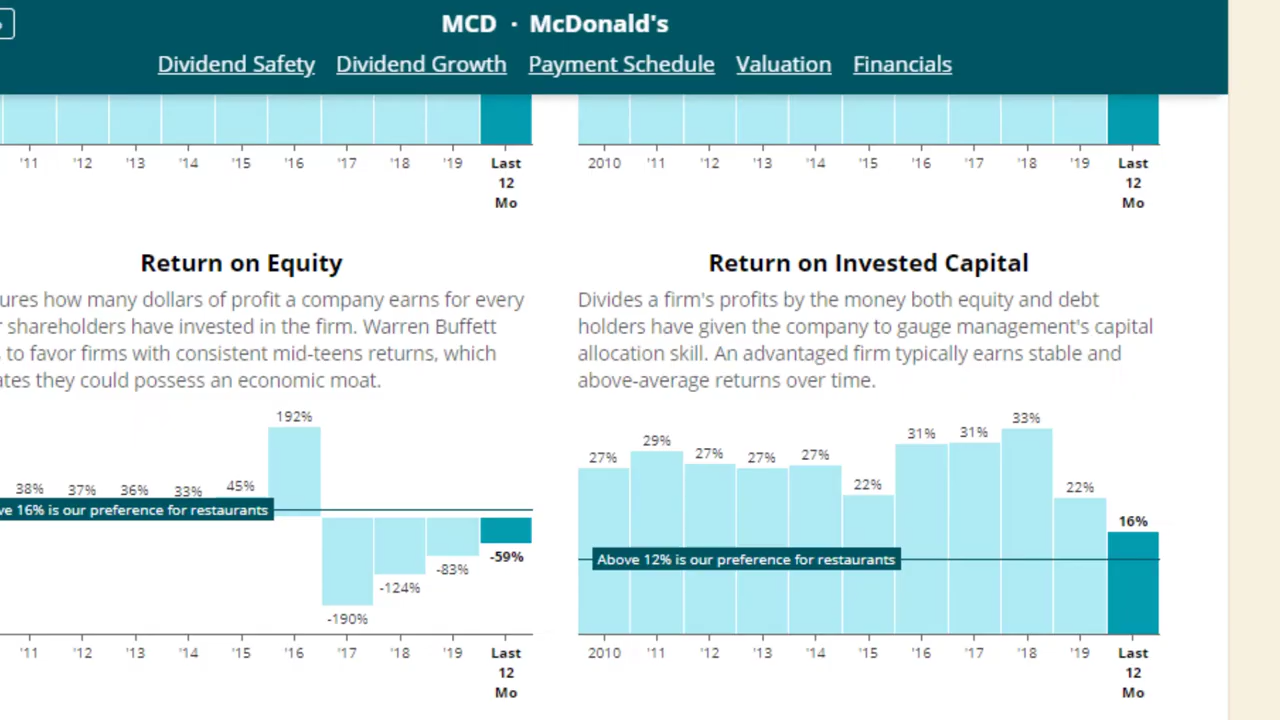 MCD · McDonald's
Dividend Safety Dividend Growth Payment Schedule Valuation Financials
'11 '12 '13 '14 '15 '16 '17 '18 '19 Last
12
Mo
2010 '11 '12 '13 '14 '15 '16 '17 '18 '19 Last
12
Mo
Return on Equity
ures how many dollars of profit a company earns for every
shareholders have invested in the firm. Warren Buffett
, to favor firms with consistent mid-teens returns, which
ates they could possess an economic moat.
192%
38% 37% 36% 33% 45%
ve 16% is our preference for restaurants
-59%
-83%
-124%
-190%
'11 '12 '13 '14 '15 '16 '17 '18 '19 Last
12
Mo
Return on Invested Capital
Divides a firm's profits by the money both equity and debt
holders have given the company to gauge management's capital
allocation skill. An advantaged firm typically earns stable and
above-average returns over time.
27% 29% 27% 27% 27% 22% 31% 31% 33% 22% 16%
Above 12% is our preference for restaurants
2010 '11 '12 '13 '14 '15 '16 '17 '18 '19 Last
12
Mo